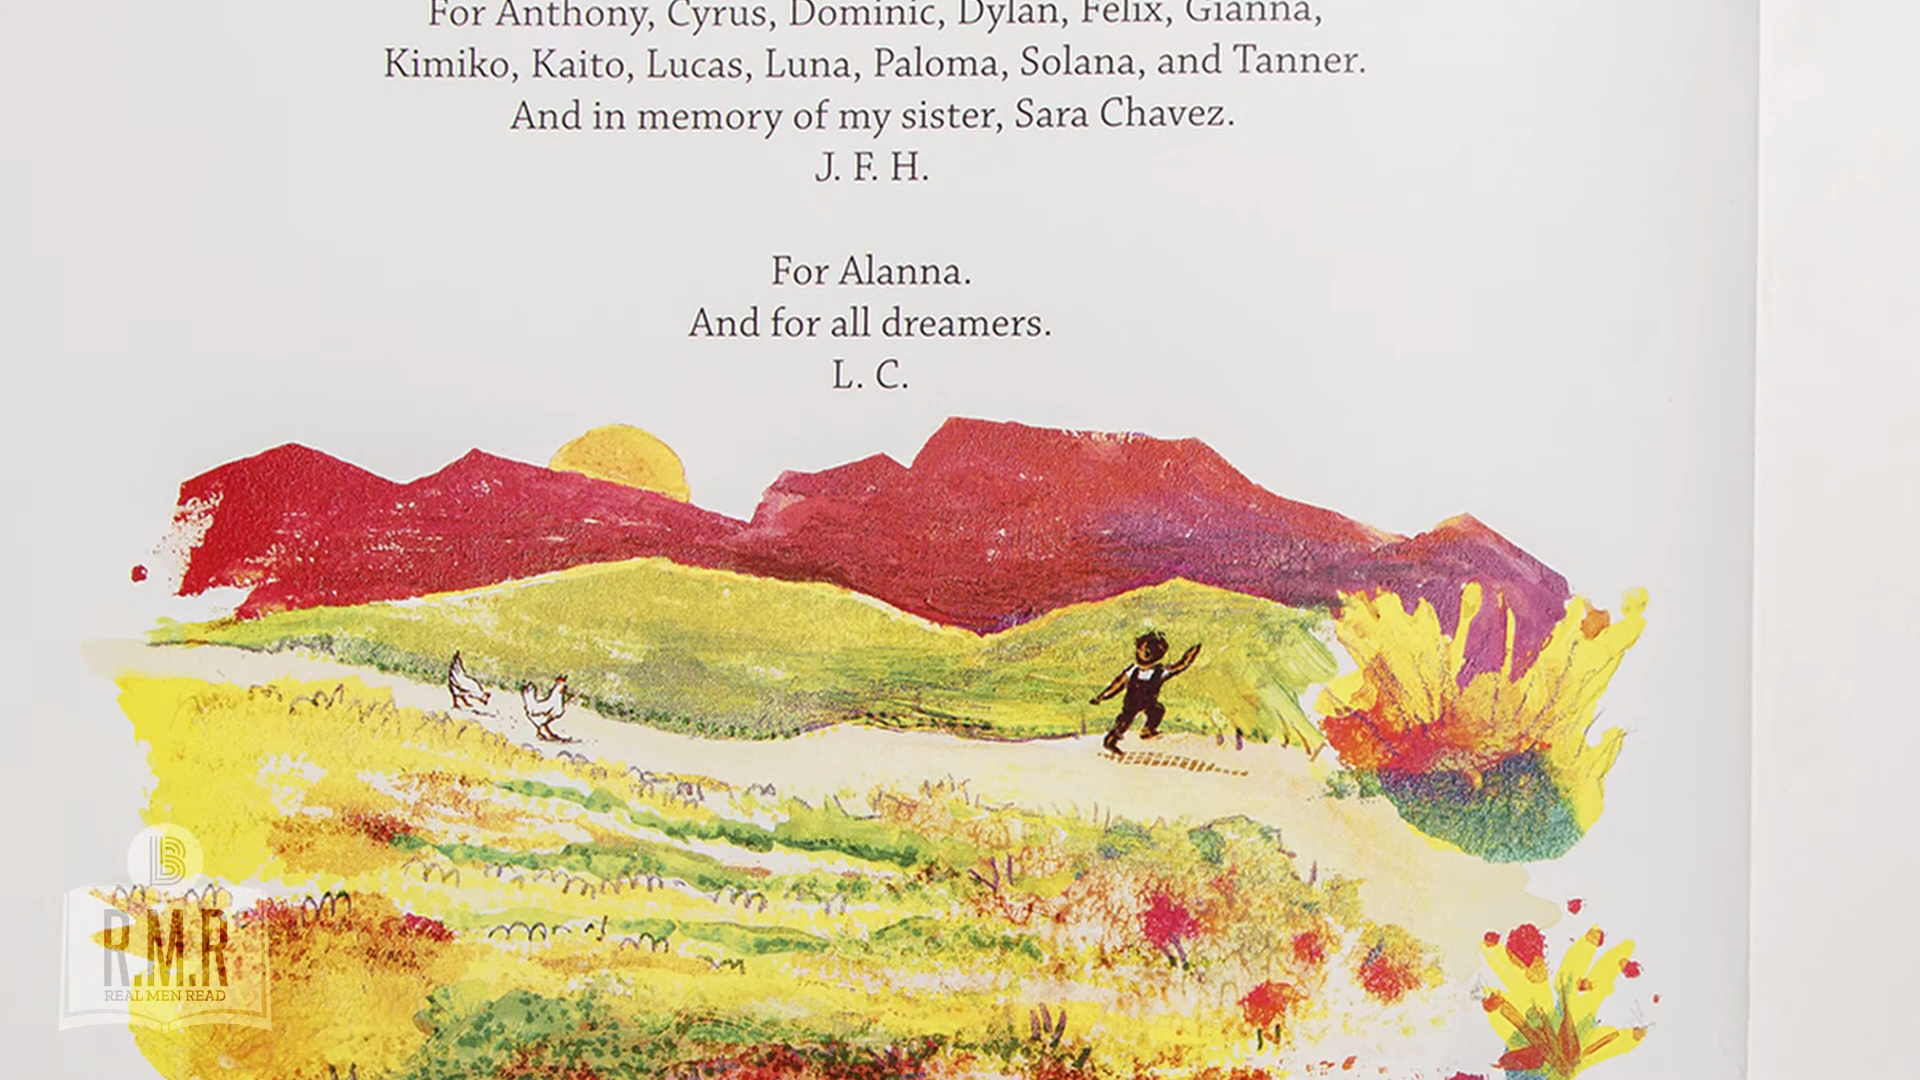 For Anthony, Cyrus, Dominic, Dylan, Felix, Gianna,
Kimiko, Kaito, Lucas, Luna, Paloma, Solana, and Tanner.
And in memory of my sister, Sara Chavez.
J. F. H.
For Alanna.
And for all dreamers.
L. C.
B
R.M.R
REAL MEN READ